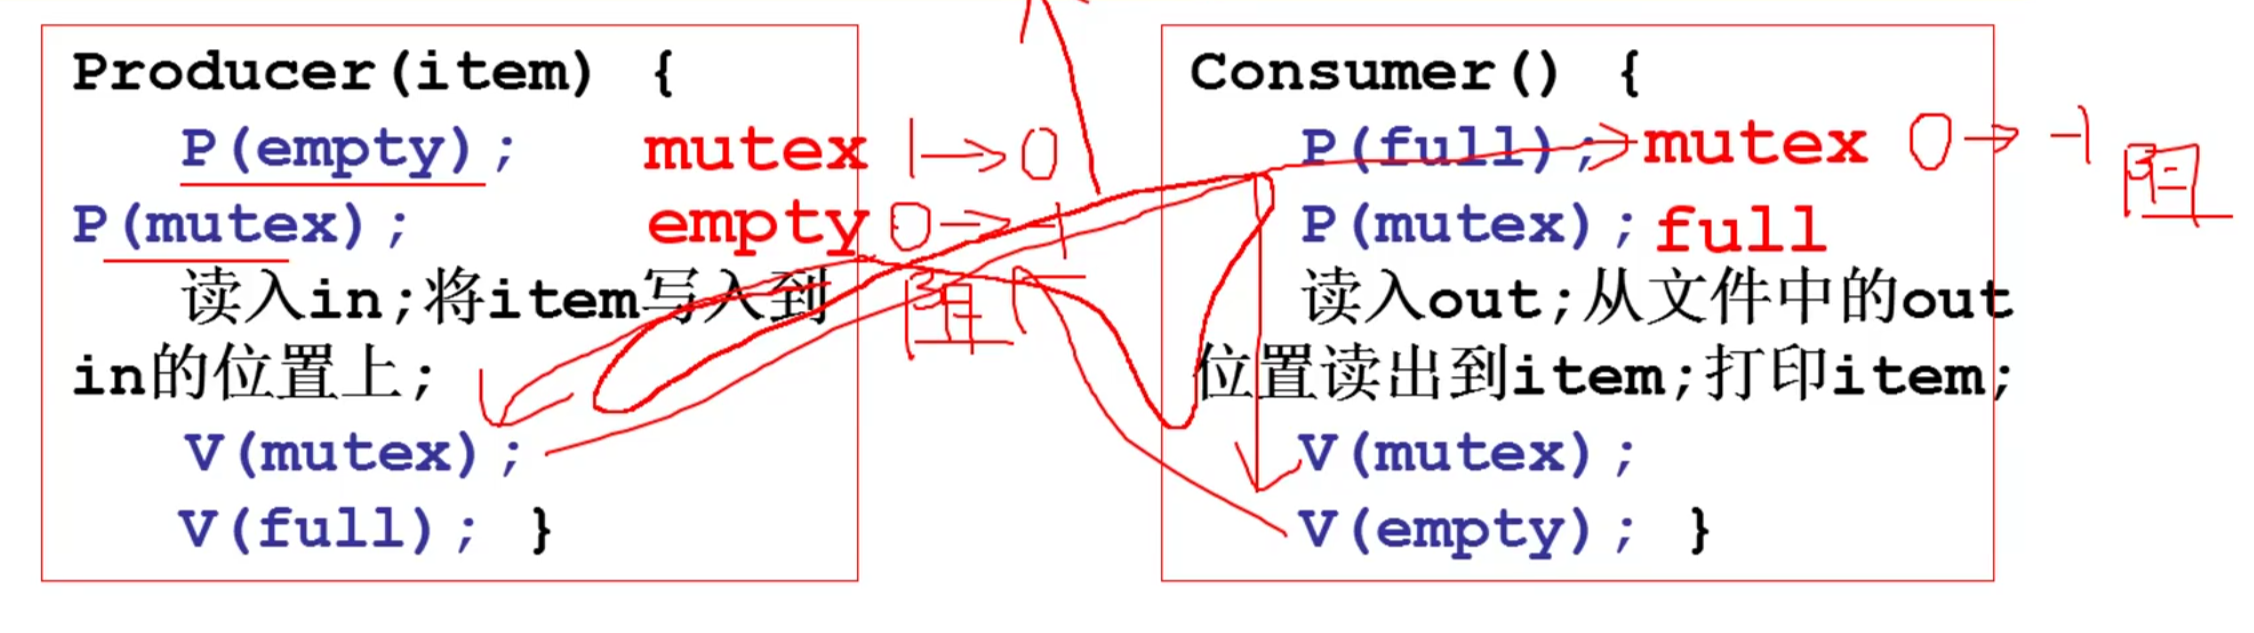 Producer(item) {
P(empty); mutex 1→0
P(mutex); empty 0→-1
读入in;将item写入到
in的位置上;
V(mutex);
V(full); }
Consumer() {
P(full); mutex 0→-1
P(mutex); full
读入out;从文件中的out
位置读出到item;打印item;
V(mutex);
V(empty); }